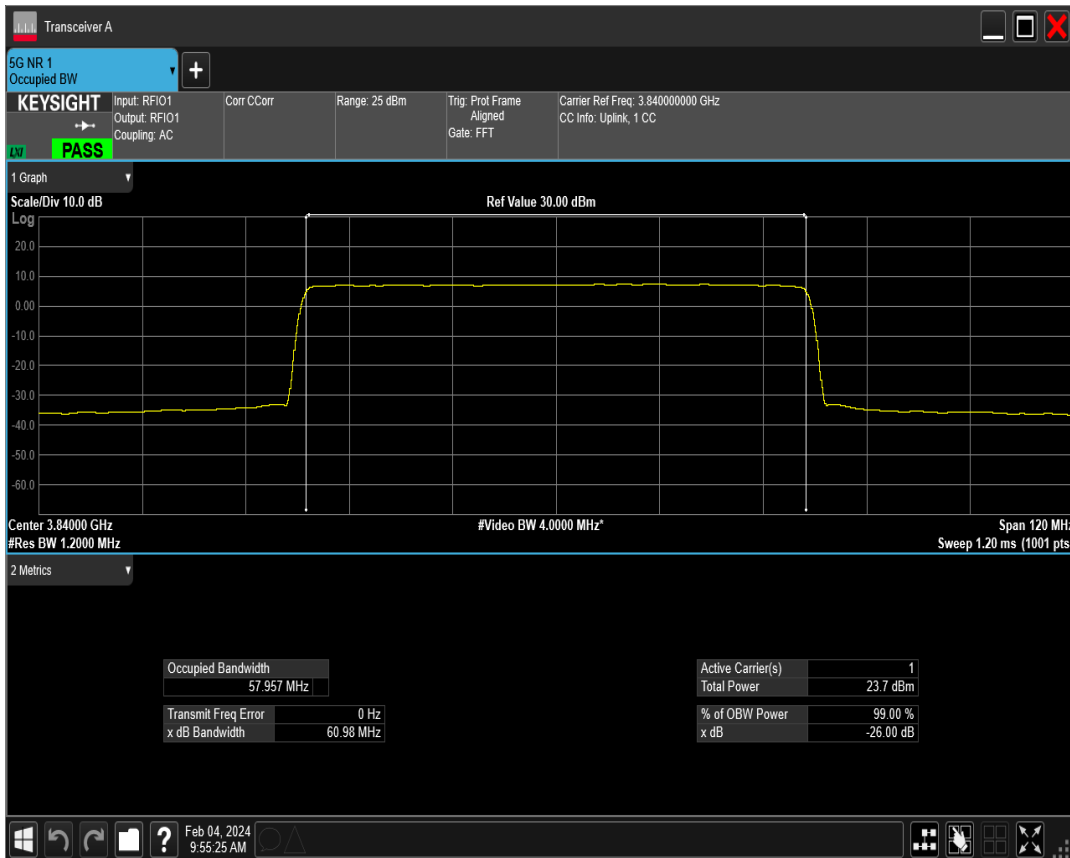 Transceiver A
5G NR 1
Occupied BW
+
KEYSIGHT
LXI
PASS
Input: RFIO1
Output: RFIO1
Coupling: AC
Corr CCorr
Range: 25 dBm
Trig: Prot Frame
Aligned
Gate: FFT
Carrier Ref Freq: 3.840000000 GHz
CC Info: Uplink, 1 CC
1 Graph
Scale/Div 10.0 dB
Ref Value 30.00 dBm
Log
20.0
10.0
0.00
-10.0
-20.0
-30.0
-40.0
-50.0
-60.0
Center 3.84000 GHz
#Video BW 4.0000 MHz*
Span 120 MHz
#Res BW 1.2000 MHz
Sweep 1.20 ms (1001 pts
2 Metrics
Occupied Bandwidth
57.957 MHz
Transmit Freq Error 0 Hz
x dB Bandwidth 60.98 MHz
Active Carrier(s) 1
Total Power 23.7 dBm
% of OBW Power 99.00 %
x dB -26.00 dB
?
Feb 04, 2024
9:55:25 AM